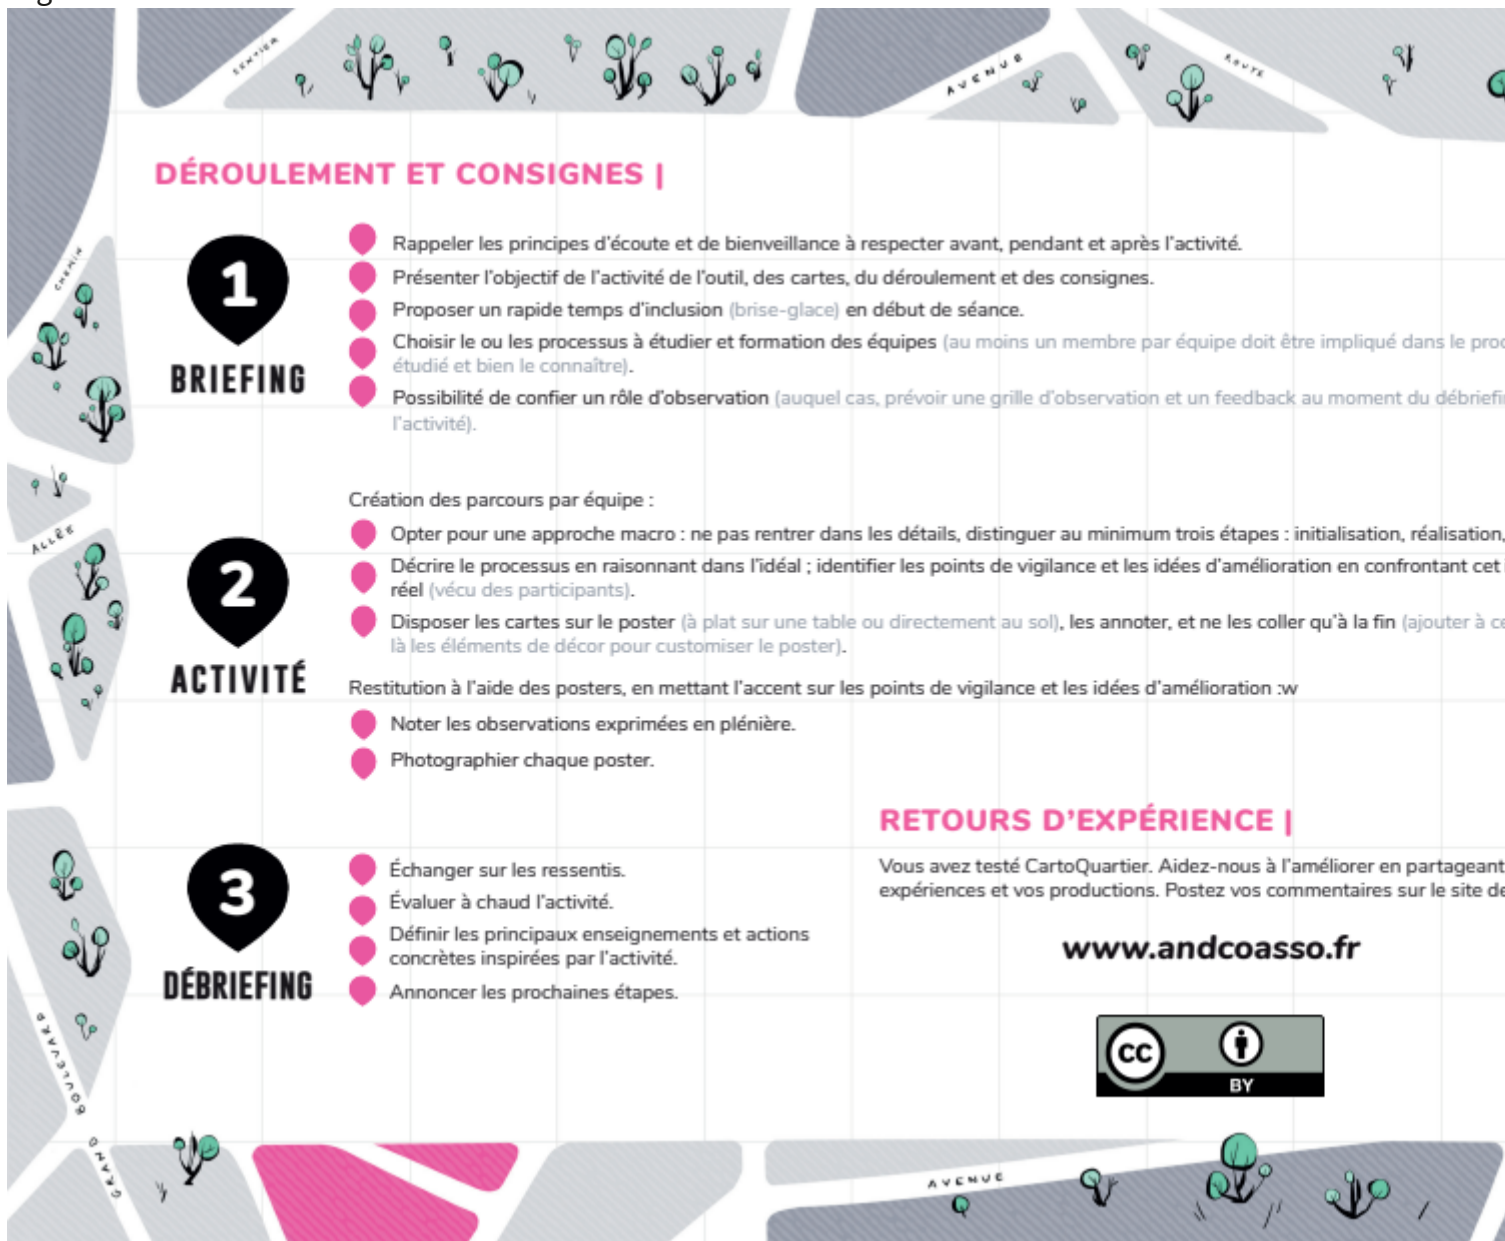 SENTIER
AVENUE
ROUTE
DÉROULEMENT ET CONSIGNES |
CHEMIN
1
BRIEFING
Rappeler les principes d'écoute et de bienveillance à respecter avant, pendant et après l'activité.
Présenter l'objectif de l'activité de l'outil, des cartes, du déroulement et des consignes.
Proposer un rapide temps d'inclusion (brise-glace) en début de séance.
Choisir le ou les processus à étudier et formation des équipes (au moins un membre par équipe doit être impliqué dans le
étudié et bien le connaître).
Possibilité de confier un rôle d'observation (auquel cas, prévoir une grille d'observation et un feedback au moment du
l'activité).
ALLÉE
2
ACTIVITÉ
Création des parcours par équipe :
Opter pour une approche macro : ne pas rentrer dans les détails, distinguer au minimum trois étapes : initialisation, réalisation,
Décrire le processus en raisonnant dans l'idéal ; identifier les points de vigilance et les idées d'amélioration en confrontant cet
réel (vécu des participants).
Disposer les cartes sur le poster (à plat sur une table ou directement au sol), les annoter, et ne les coller qu'à la fin (ajouter à
là les éléments de décor pour customiser le poster).
Restitution à l'aide des posters, en mettant l'accent sur les points de vigilance et les idées d'amélioration :w
Noter les observations exprimées en plénière.
Photographier chaque poster.
3
DÉBRIEFING
Échanger sur les ressentis.
Évaluer à chaud l'activité.
Définir les principaux enseignements et actions
concrètes inspirées par l'activité.
Annoncer les prochaines étapes.
RETOURS D'EXPÉRIENCE |
Vous avez testé CartoQuartier. Aidez-nous à l'améliorer en partageant
expériences et vos productions. Postez vos commentaires sur le site de
www.andcoasso.fr
cc
BY
GRAND BOULEVARD
AVENUE